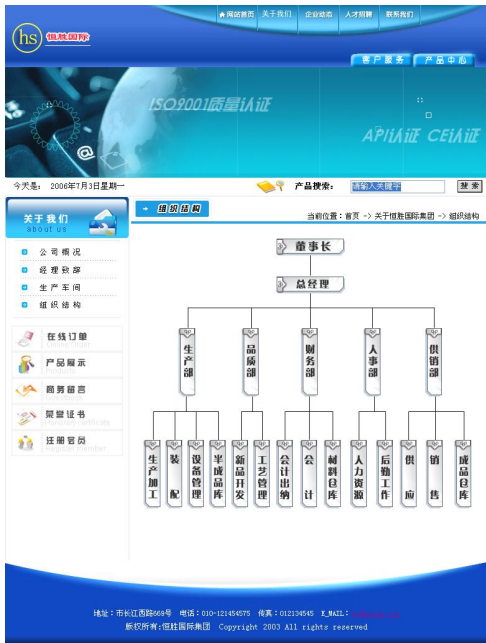 网站首页 关于我们 企业动态 人才招聘 联系我们
hs 恒胜国际
客户服务 产品中心
ISO9001质量认证
APi认证 CE认证
@
今天是: 2006年7月3日星期一 产品搜索: 请输入关键字 搜索
关于我们
about us
组织结构
当前位置:首页 -> 关于恒胜国际集团 -> 组织结构
公司概况
经理致辞
生产车间
组织结构
在线订单
产品展示
商务留言
荣誉证书
注册会员
董事长
总经理
生产部 品质部 财务部 人事部 供销部
生产加工 装配 设备管理 半成品库 新品开发 工艺管理 会计出纳 会计 材料仓库 人力资源 后勤工作 供应 销售 成品仓库
地址:市长江西路669号 电话:010-121454575 传真:012134545 E_MAIL:
版权所有:恒胜国际集团 Copyright 2003 All rights reserved